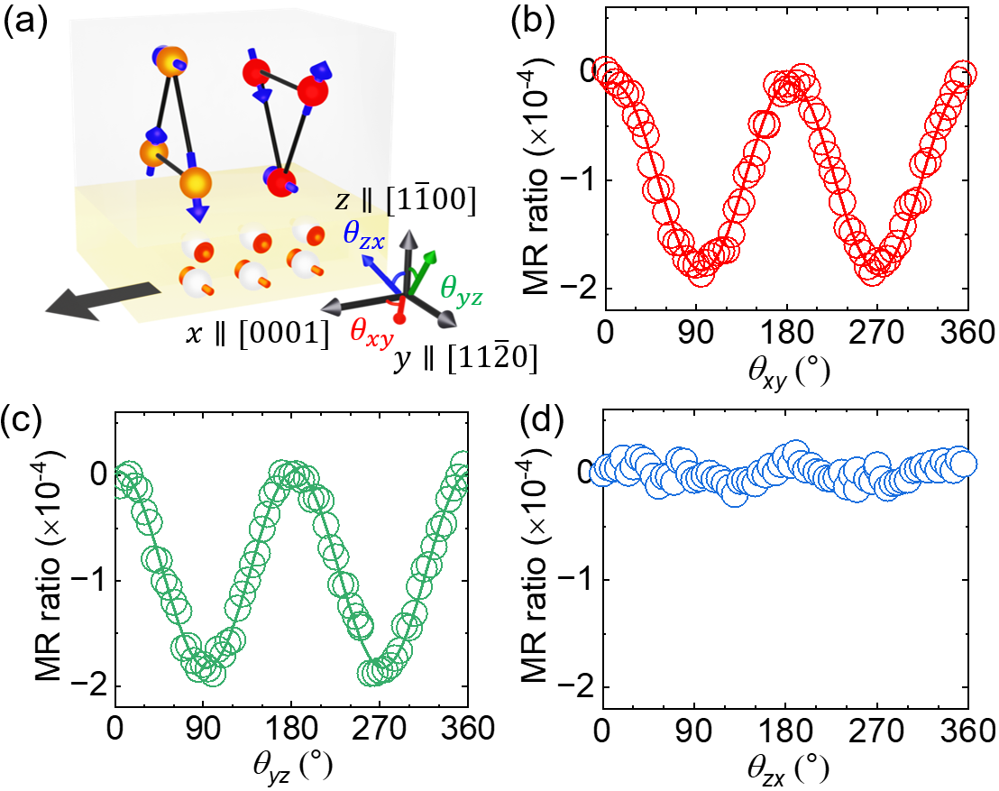 (a)
z ∥ [11̅00]
θzx
θyz
x ∥ [0001]
θxy
y ∥ [112̅0]
(b)
MR ratio (×10⁻⁴)
0
−1
−2
0 90 180 270 360
θxy (°)
(c)
MR ratio (×10⁻⁴)
0
−1
−2
0 90 180 270 360
θyz (°)
(d)
MR ratio (×10⁻⁴)
0
−1
−2
0 90 180 270 360
θzx (°)